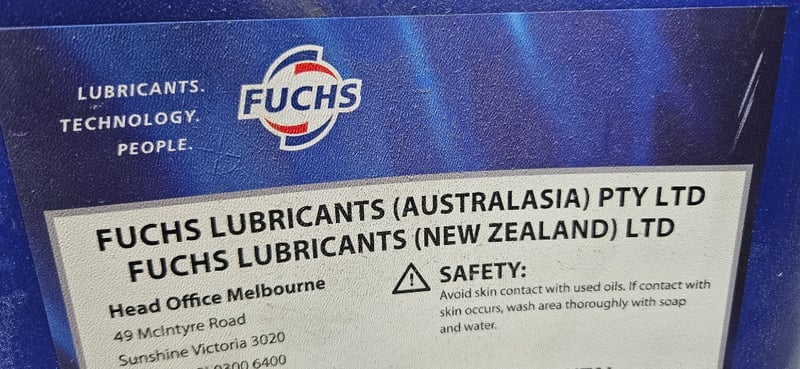 LUBRICANTS.
TECHNOLOGY.
PEOPLE.
FUCHS
FUCHS LUBRICANTS (AUSTRALASIA) PTY LTD
FUCHS LUBRICANTS (NEW ZEALAND) LTD
Head Office Melbourne
49 McIntyre Road
Sunshine Victoria 3020
0300 6400
SAFETY:
Avoid skin contact with used oils. If contact with
skin occurs, wash area thoroughly with soap
and water.